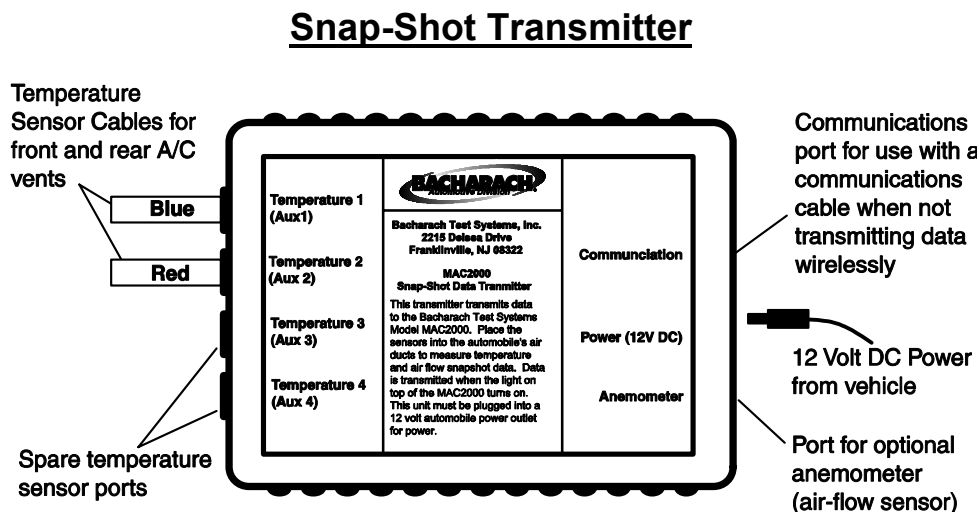 Snap-Shot Transmitter
Temperature
Sensor Cables for
front and rear A/C
vents
Blue
Red
Spare temperature
sensor ports
Temperature 1
(Aux1)
Temperature 2
(Aux 2)
Temperature 3
(Aux 3)
Temperature 4
(Aux 4)
BACHARACH
Automotive Division
Bacharach Test Systems, Inc.
2215 Delsea Drive
Franklinville, NJ 08322
MAC2000
Snap-Shot Data Tranmitter
This transmitter transmits data
to the Bacharach Test Systems
Model MAC2000. Place the
sensors into the automobile's air
ducts to measure temperature
and air flow snapshot data. Data
is transmitted when the light on
top of the MAC2000 turns on.
This unit must be plugged into a
12 volt automobile power outlet
for power.
Communciation
Power (12V DC)
Anemometer
Communications
port for use with a
communications
cable when not
transmitting data
wirelessly
12 Volt DC Power
from vehicle
Port for optional
anemometer
(air-flow sensor)